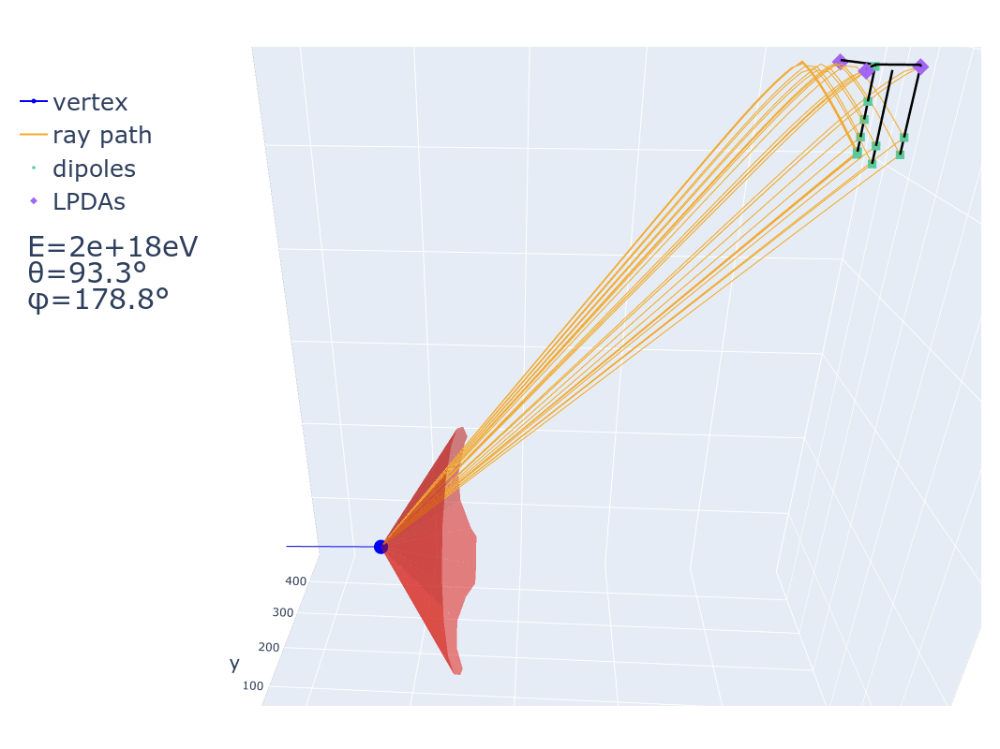 vertex
ray path
dipoles
LPDAs
E=2e+18eV
θ=93.3°
φ=178.8°
400
300
200
y
100